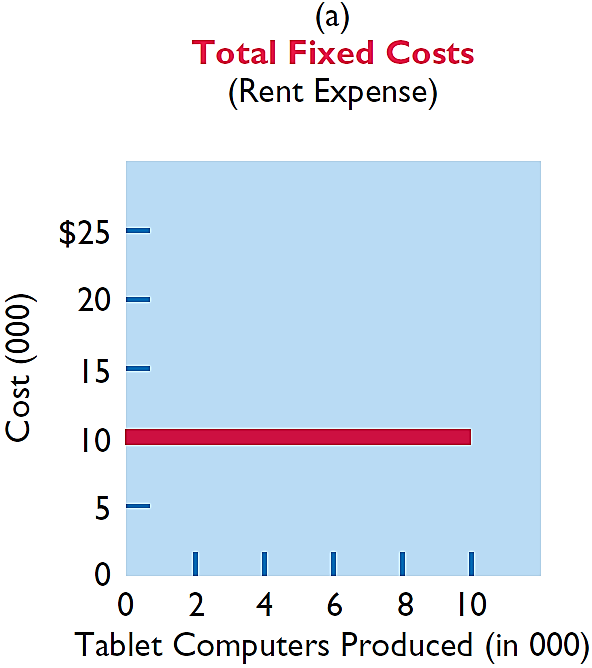 (a)
Total Fixed Costs
(Rent Expense)
$25
20
15
10
5
0
Cost (000)
0 2 4 6 8 10
Tablet Computers Produced (in 000)